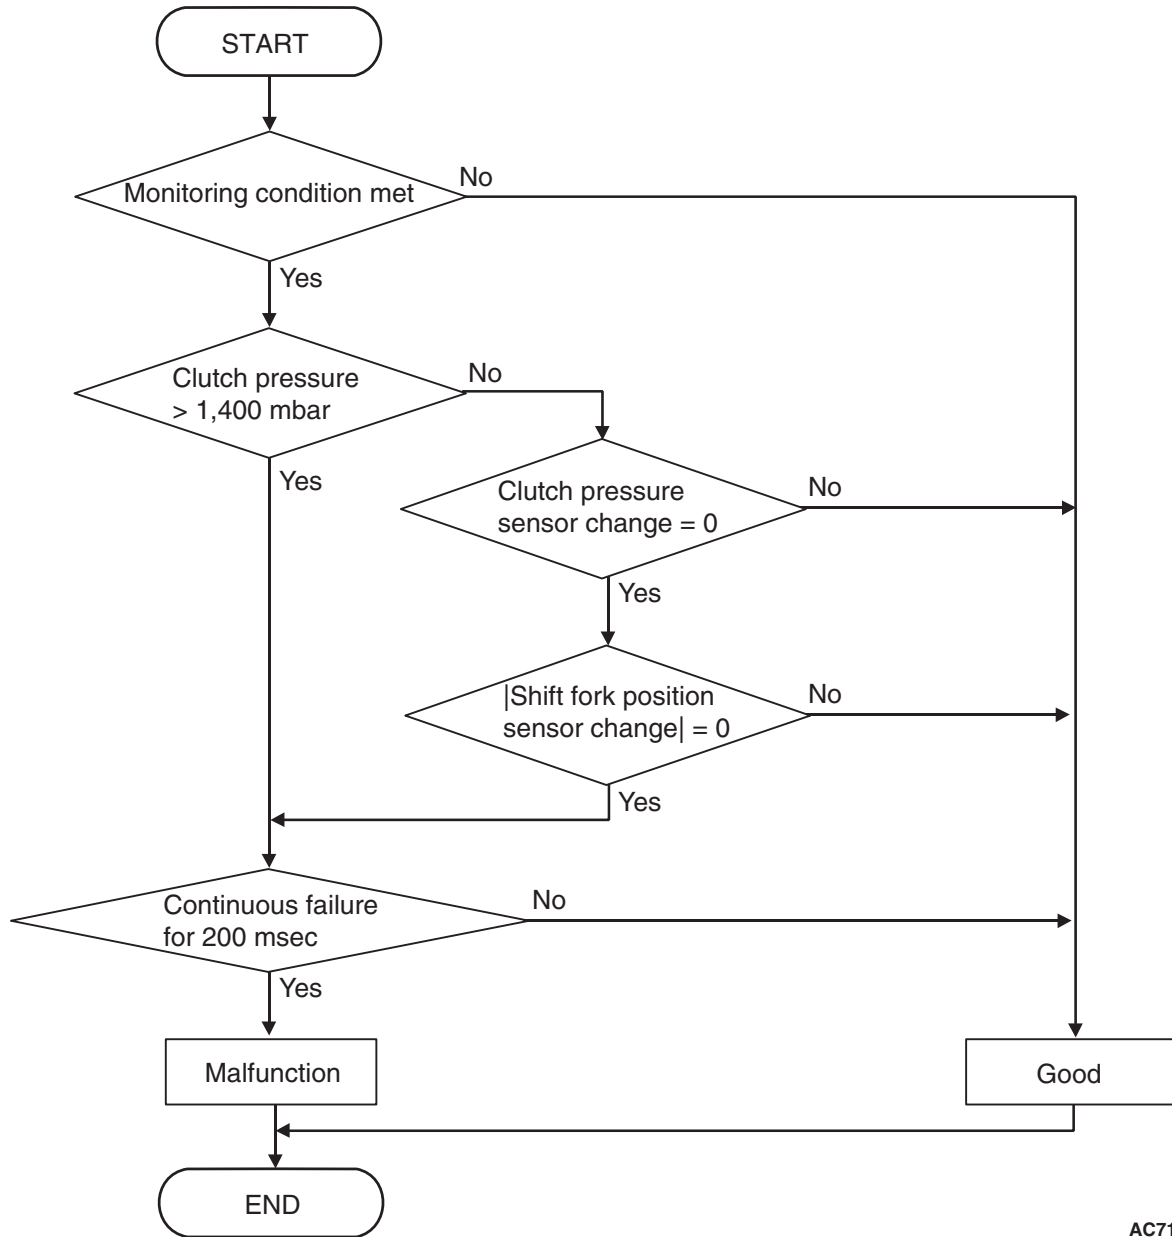 START
Monitoring condition met
No
Yes
Clutch pressure
> 1,400 mbar
No
Yes
Clutch pressure
sensor change = 0
No
Yes
|Shift fork position
sensor change| = 0
No
Yes
Continuous failure
for 200 msec
No
Yes
Malfunction
Good
END
AC71